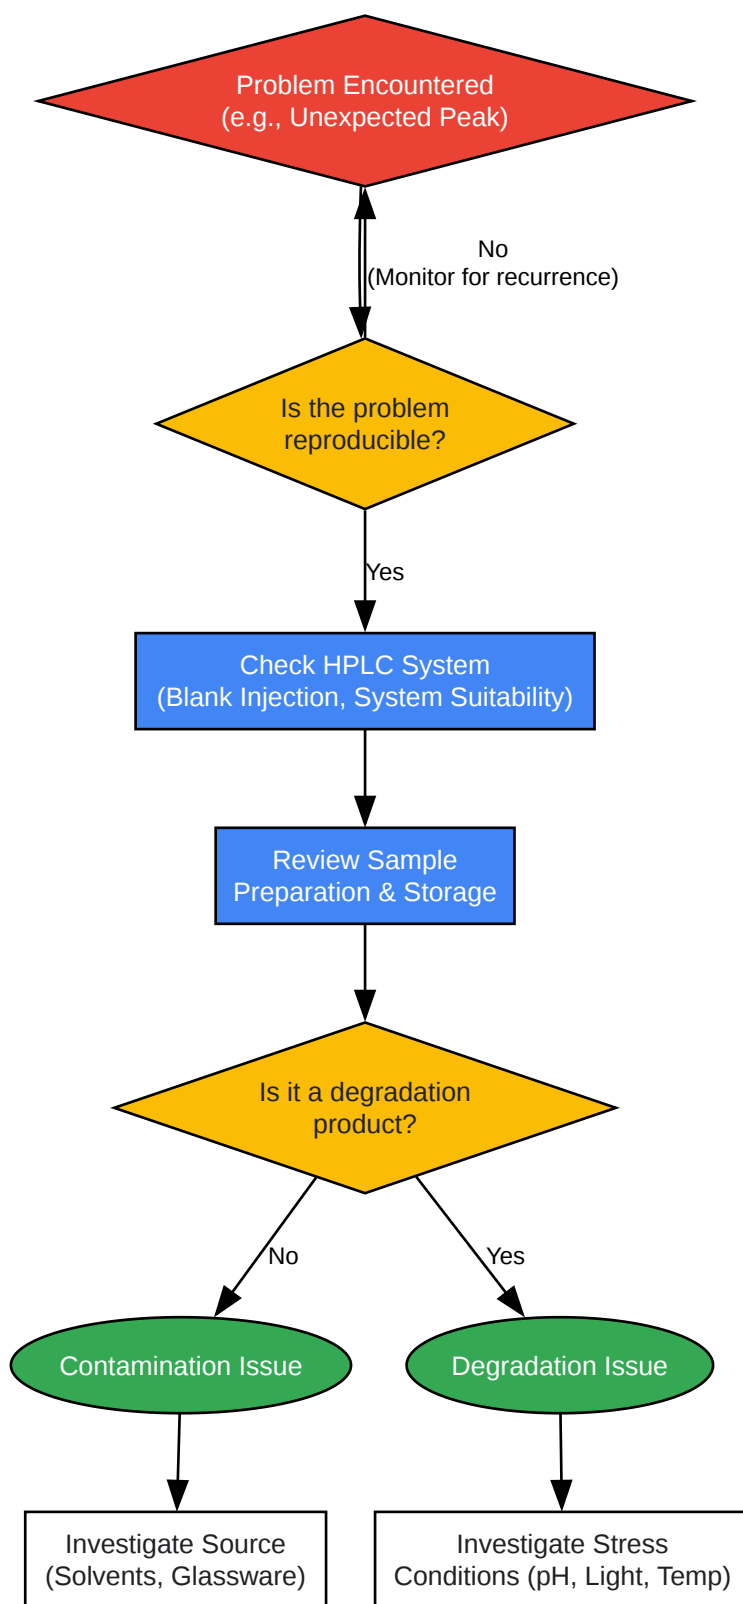 Problem Encountered
(e.g., Unexpected Peak)
No
(Monitor for recurrence)
Is the problem
reproducible?
Yes
Check HPLC System
(Blank Injection, System Suitability)
Review Sample
Preparation & Storage
Is it a degradation
product?
No
Yes
Contamination Issue
Degradation Issue
Investigate Source
(Solvents, Glassware)
Investigate Stress
Conditions (pH, Light, Temp)